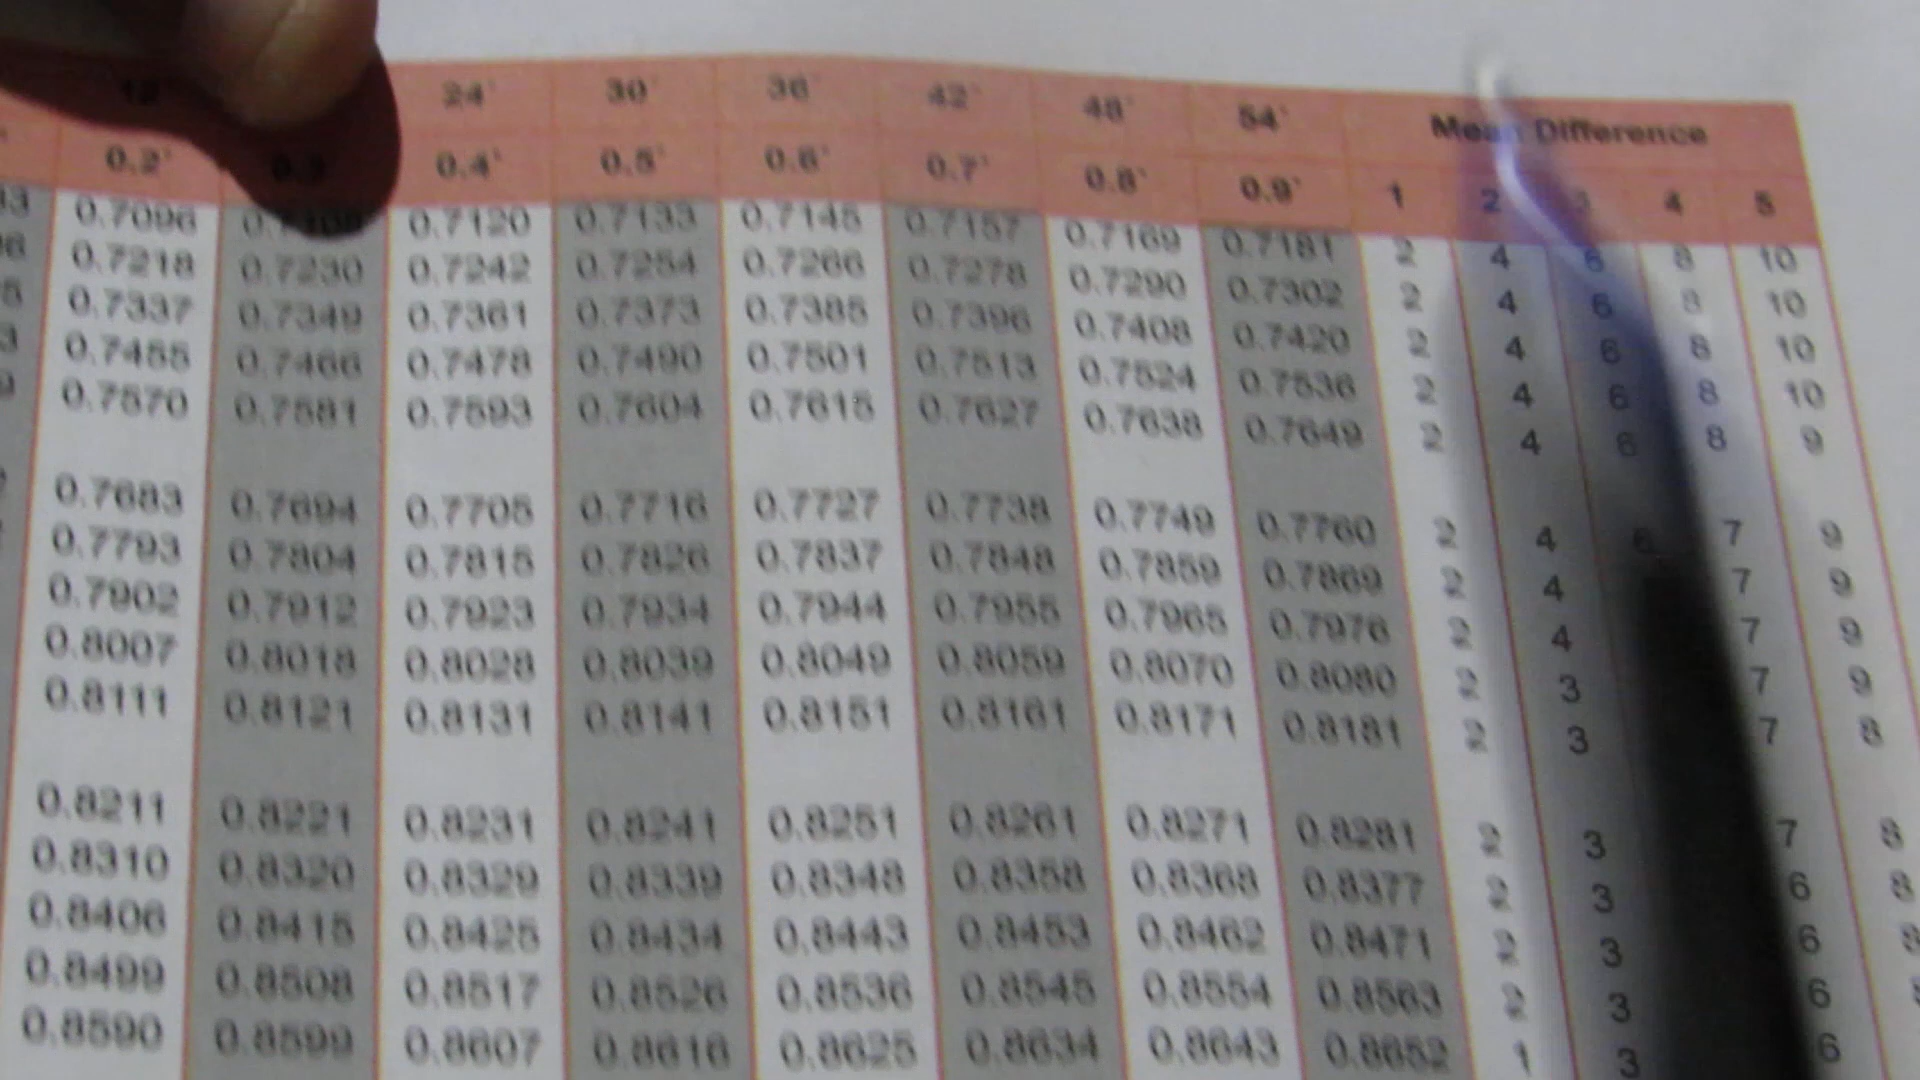 12' 24' 30' 36' 42' 48' 54' Mean Difference
0.2° 0.3 0.4° 0.5° 0.6° 0.7° 0.8° 0.9° 1 2 3 4 5
0.7096 0.7120 0.7133 0.7145 0.7157 0.7169 0.7181 2 4 6 8 10
0.7218 0.7230 0.7242 0.7254 0.7266 0.7278 0.7290 0.7302 2 4 6 8 10
0.7337 0.7349 0.7361 0.7373 0.7385 0.7396 0.7408 0.7420 2 4 6 8 10
0.7455 0.7466 0.7478 0.7490 0.7501 0.7513 0.7524 0.7536 2 4 6 8 10
0.7570 0.7581 0.7593 0.7604 0.7615 0.7627 0.7638 0.7649 2 4 6 8 9
0.7683 0.7694 0.7705 0.7716 0.7727 0.7738 0.7749 0.7760 2 4 6 7 9
0.7793 0.7804 0.7815 0.7826 0.7837 0.7848 0.7859 0.7869 2 4 7 9
0.7902 0.7912 0.7923 0.7934 0.7944 0.7955 0.7965 0.7976 2 4 7 9
0.8007 0.8018 0.8028 0.8039 0.8049 0.8059 0.8070 0.8080 2 3 7 9
0.8111 0.8121 0.8131 0.8141 0.8151 0.8161 0.8171 0.8181 2 3 7 8
0.8211 0.8221 0.8231 0.8241 0.8251 0.8261 0.8271 0.8281 2 3 7 8
0.8310 0.8320 0.8329 0.8339 0.8348 0.8358 0.8368 0.8377 2 3 6 8
0.8406 0.8415 0.8425 0.8434 0.8443 0.8453 0.8462 0.8471 2 3 6 8
0.8499 0.8508 0.8517 0.8526 0.8536 0.8545 0.8554 0.8563 2 3 6
0.8590 0.8599 0.8607 0.8616 0.8625 0.8634 0.8643 0.8652 1 3 6